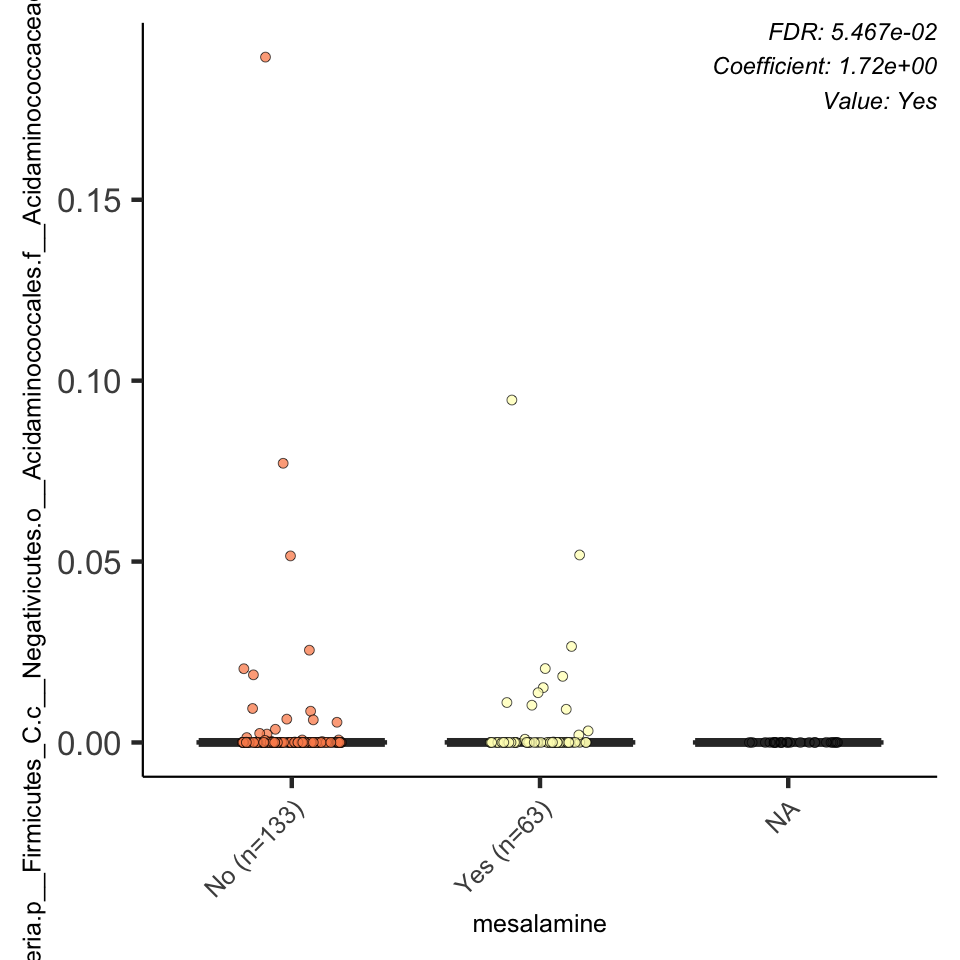 FDR: 5.467e-02
Coefficient: 1.72e+00
Value: Yes
eria.p__Firmicutes_C.c__Negativicutes.o__Acidaminococcales.f__Acidaminococcaceae
0.15
0.10
0.05
0.00
No (n=133)
Yes (n=63)
NA
mesalamine